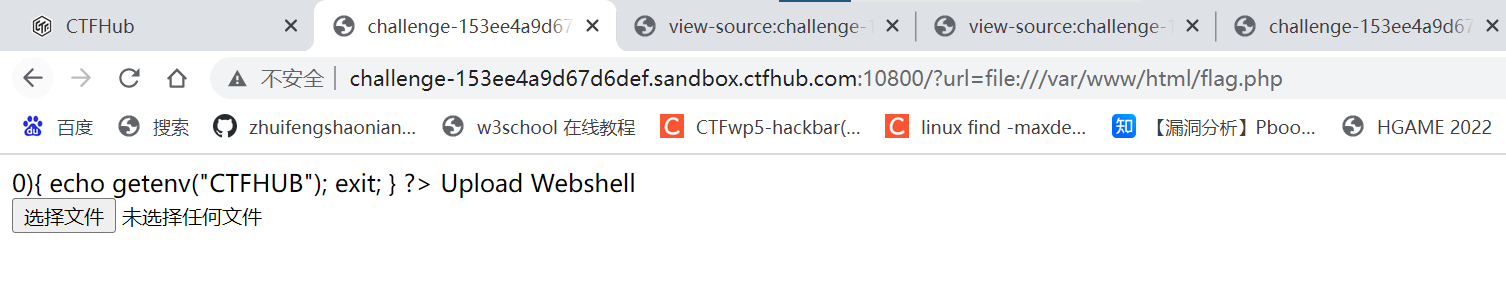 CTFHub
challenge-153ee4a9d67d6def
view-source:challenge-1
view-source:challenge-1
challenge-153ee4a9d67
不安全 challenge-153ee4a9d67d6def.sandbox.ctfhub.com:10800/?url=file:///var/www/html/flag.php
百度 搜索 zhuifengshaonian... w3school 在线教程 CTFwp5-hackbar(... linux find -maxde... 知 【漏洞分析】Pboo... HGAME 2022
0){ echo getenv("CTFHUB"); exit; } ?> Upload Webshell
选择文件 未选择任何文件